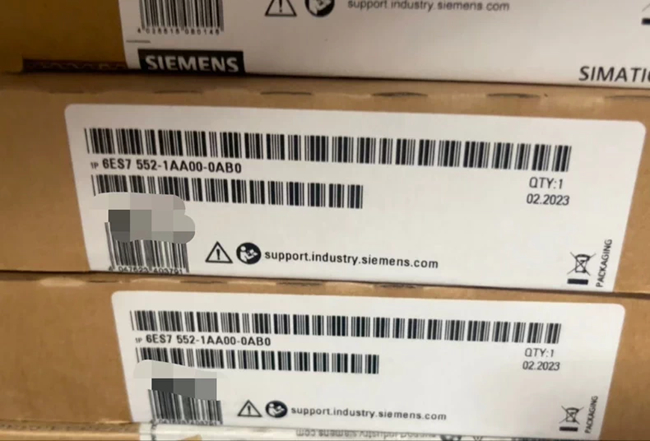 support.industry.siemens.com
SIEMENS
SIMATIC
1P 6ES7 552-1AA00-0AB0
QTY:1
02.2023
support.industry.siemens.com
PACKAGING
1P 6ES7 552-1AA00-0AB0
QTY:1
02.2023
support.industry.siemens.com
PACKAGING